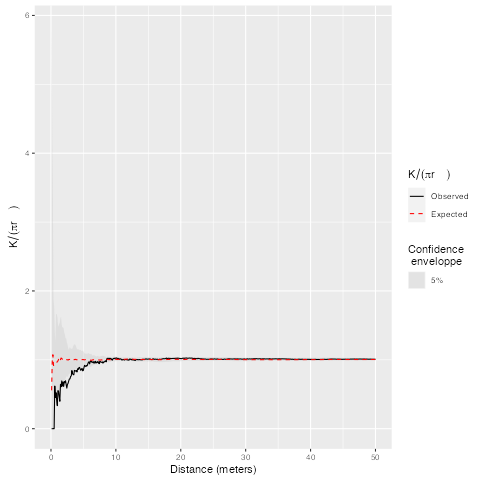 6
4
2
0
0 10 20 30 40 50
Distance (meters)
K/(πr )
K/(πr )
Observed
Expected
Confidence
enveloppe
5%